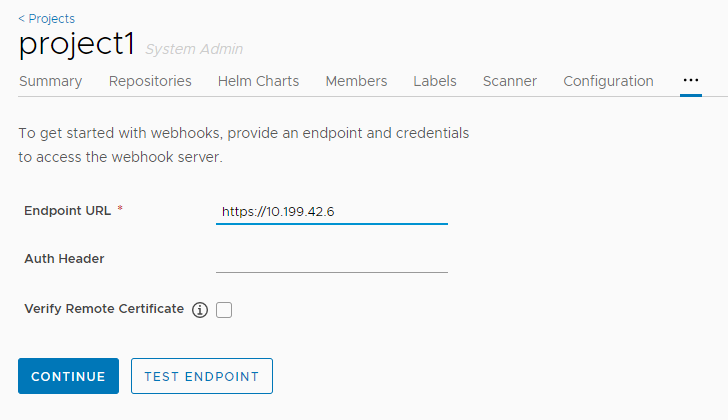 < Projects
project1 System Admin
Summary Repositories Helm Charts Members Labels Scanner Configuration ...
To get started with webhooks, provide an endpoint and credentials
to access the webhook server.
Endpoint URL * https://10.199.42.6
Auth Header
Verify Remote Certificate
CONTINUE TEST ENDPOINT